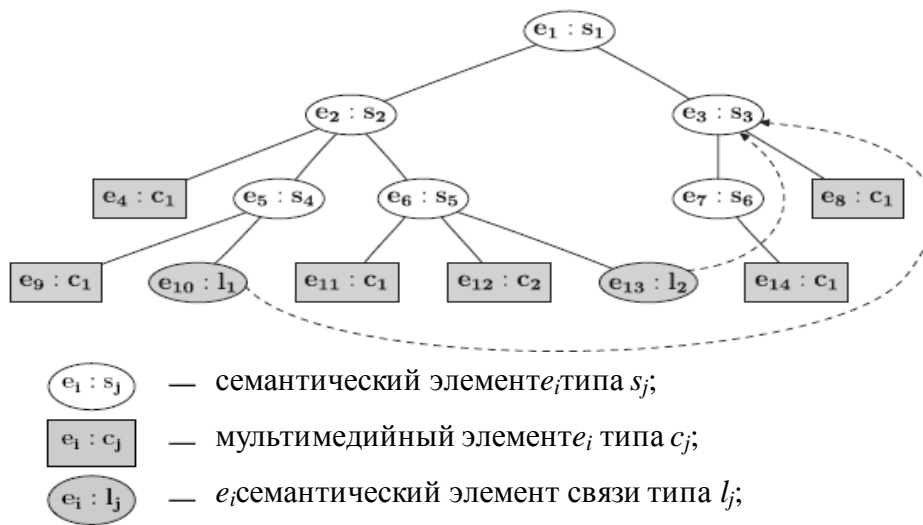 e₁ : s₁
e₂ : s₂ e₃ : s₃
e₄ : c₁ e₅ : s₄ e₆ : s₅ e₇ : s₆ e₈ : c₁
e₉ : c₁ e₁₀ : l₁ e₁₁ : c₁ e₁₂ : c₂ e₁₃ : l₂ e₁₄ : c₁
eᵢ : sⱼ — семантический элементeᵢтипа sⱼ;
eᵢ : cⱼ — мультимедийный элементeᵢ типа cⱼ;
eᵢ : lⱼ — eᵢсемантический элемент связи типа lⱼ;